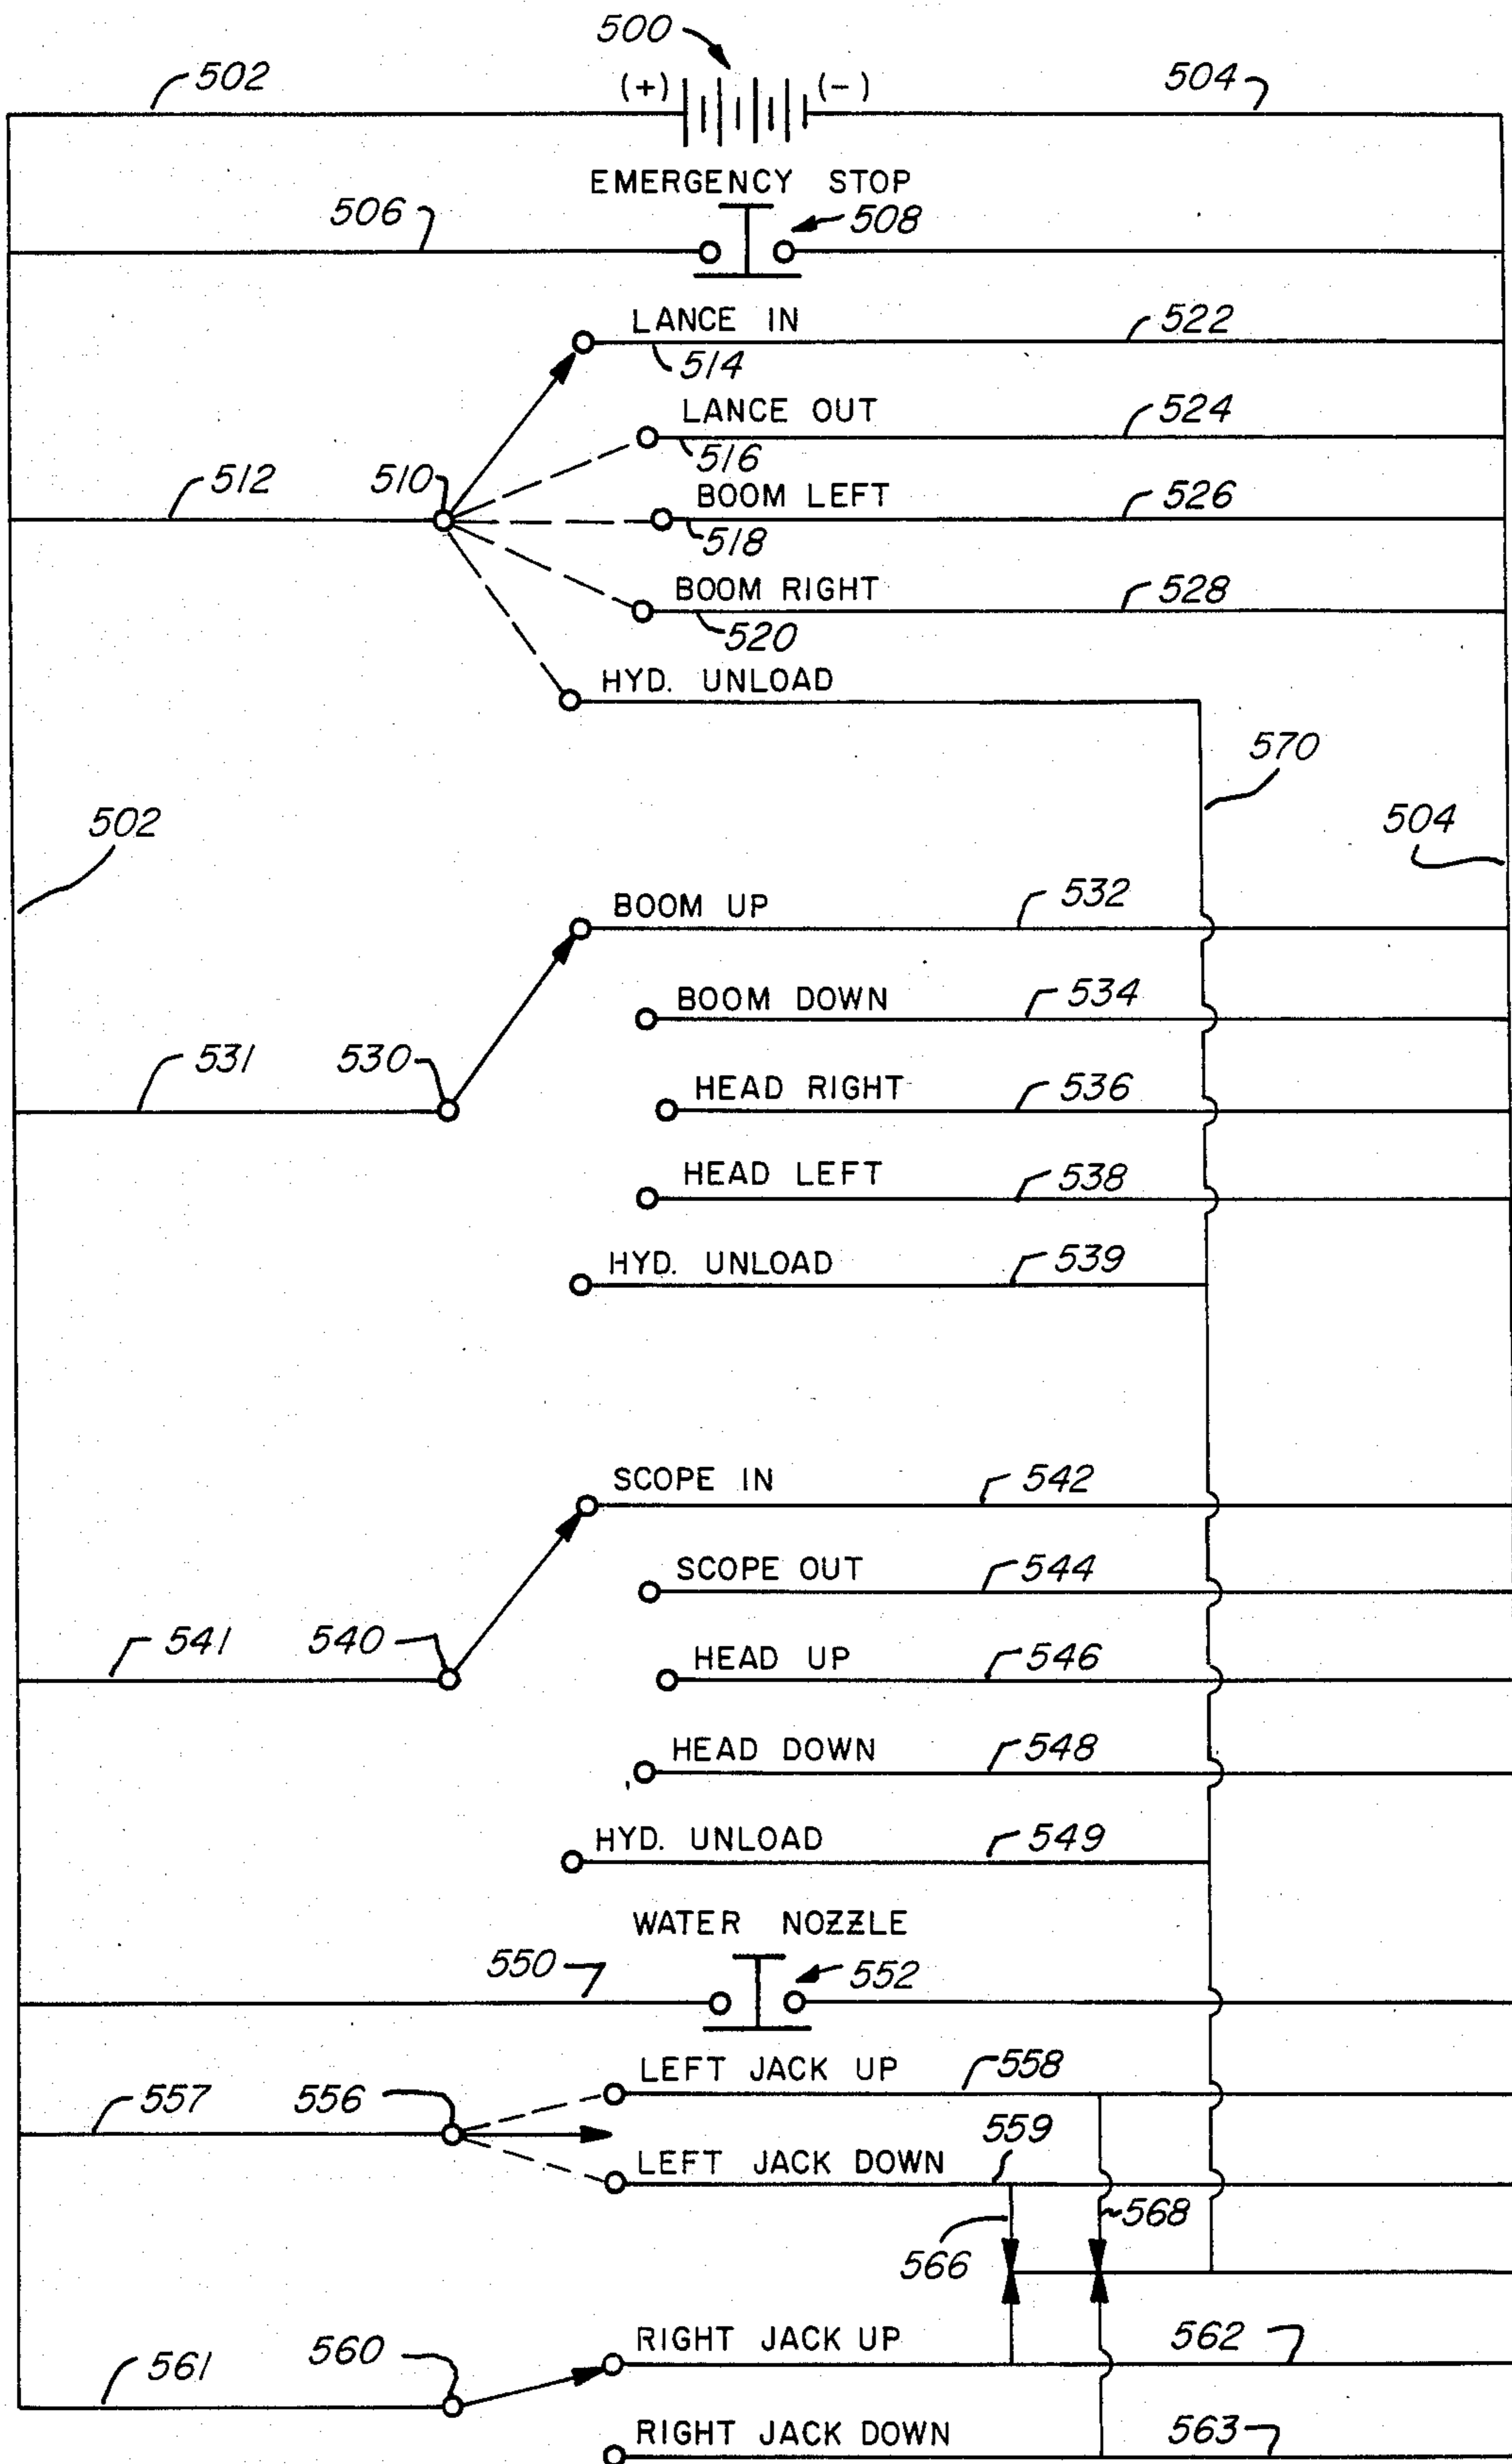 500
502 (+) (-) 504
EMERGENCY STOP
506 508
LANCE IN 522
514
LANCE OUT 524
516
512 510 BOOM LEFT 526
518
BOOM RIGHT 528
520
HYD. UNLOAD
570
502 504
BOOM UP 532
BOOM DOWN 534
531 530 HEAD RIGHT 536
HEAD LEFT 538
HYD. UNLOAD 539
SCOPE IN 542
SCOPE OUT 544
541 540 HEAD UP 546
HEAD DOWN 548
HYD. UNLOAD 549
WATER NOZZLE
550 552
LEFT JACK UP 558
557 556 559
LEFT JACK DOWN
568
566
RIGHT JACK UP 562
561 560
RIGHT JACK DOWN 563